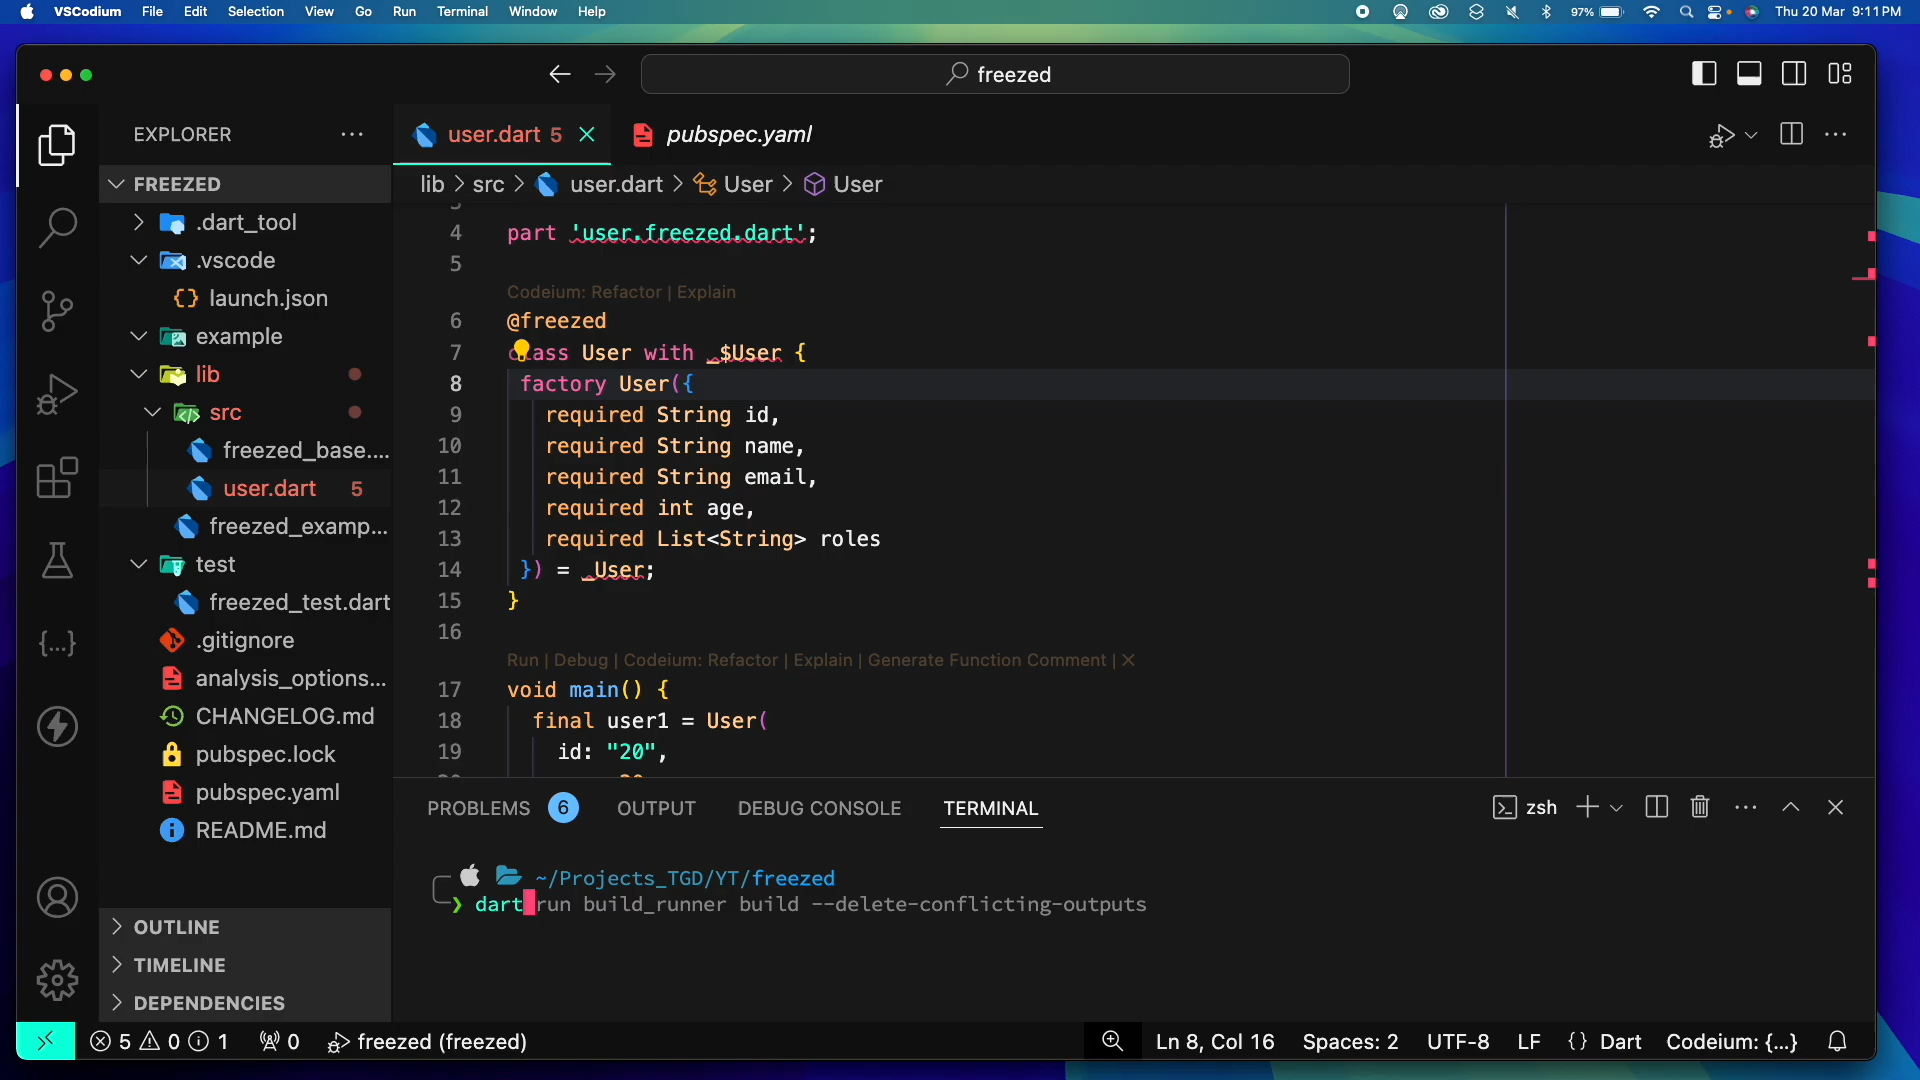 VSCodium File Edit Selection View Go Run Terminal Window Help 97% Thu 20 Mar 9:11 PM
freezed
EXPLORER
user.dart 5
pubspec.yaml
FREEZED
.dart_tool
.vscode
launch.json
example
lib
src
freezed_base....
user.dart 5
freezed_examp...
test
freezed_test.dart
.gitignore
analysis_options...
CHANGELOG.md
pubspec.lock
pubspec.yaml
README.md
OUTLINE
TIMELINE
DEPENDENCIES
lib > src > user.dart > User > User
4 part 'user.freezed.dart';
5
Codeium: Refactor | Explain
6 @freezed
7 class User with _$User {
8 factory User({
9 required String id,
10 required String name,
11 required String email,
12 required int age,
13 required List<String> roles
14 }) = _User;
15 }
16
Run | Debug | Codeium: Refactor | Explain | Generate Function Comment | ✕
17 void main() {
18 final user1 = User(
19 id: "20",
PROBLEMS 6 OUTPUT DEBUG CONSOLE TERMINAL zsh
~/Projects_TGD/YT/freezed
❯ dart run build_runner build --delete-conflicting-outputs
5 0 1 0 freezed (freezed) Ln 8, Col 16 Spaces: 2 UTF-8 LF {} Dart Codeium: {...}